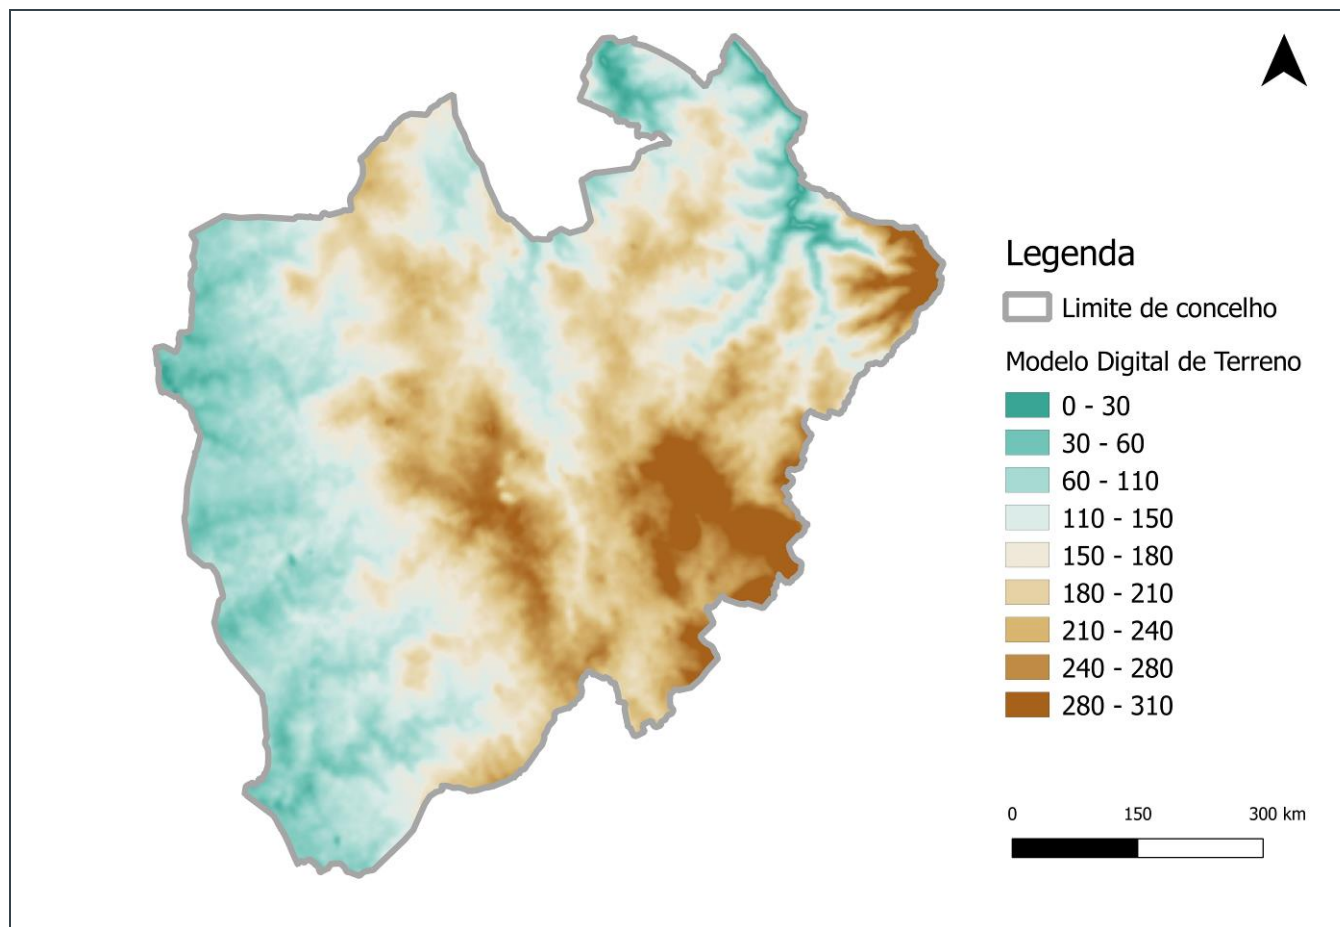 Legenda
Limite de concelho
Modelo Digital de Terreno
0 - 30
30 - 60
60 - 110
110 - 150
150 - 180
180 - 210
210 - 240
240 - 280
280 - 310
0 150 300 km